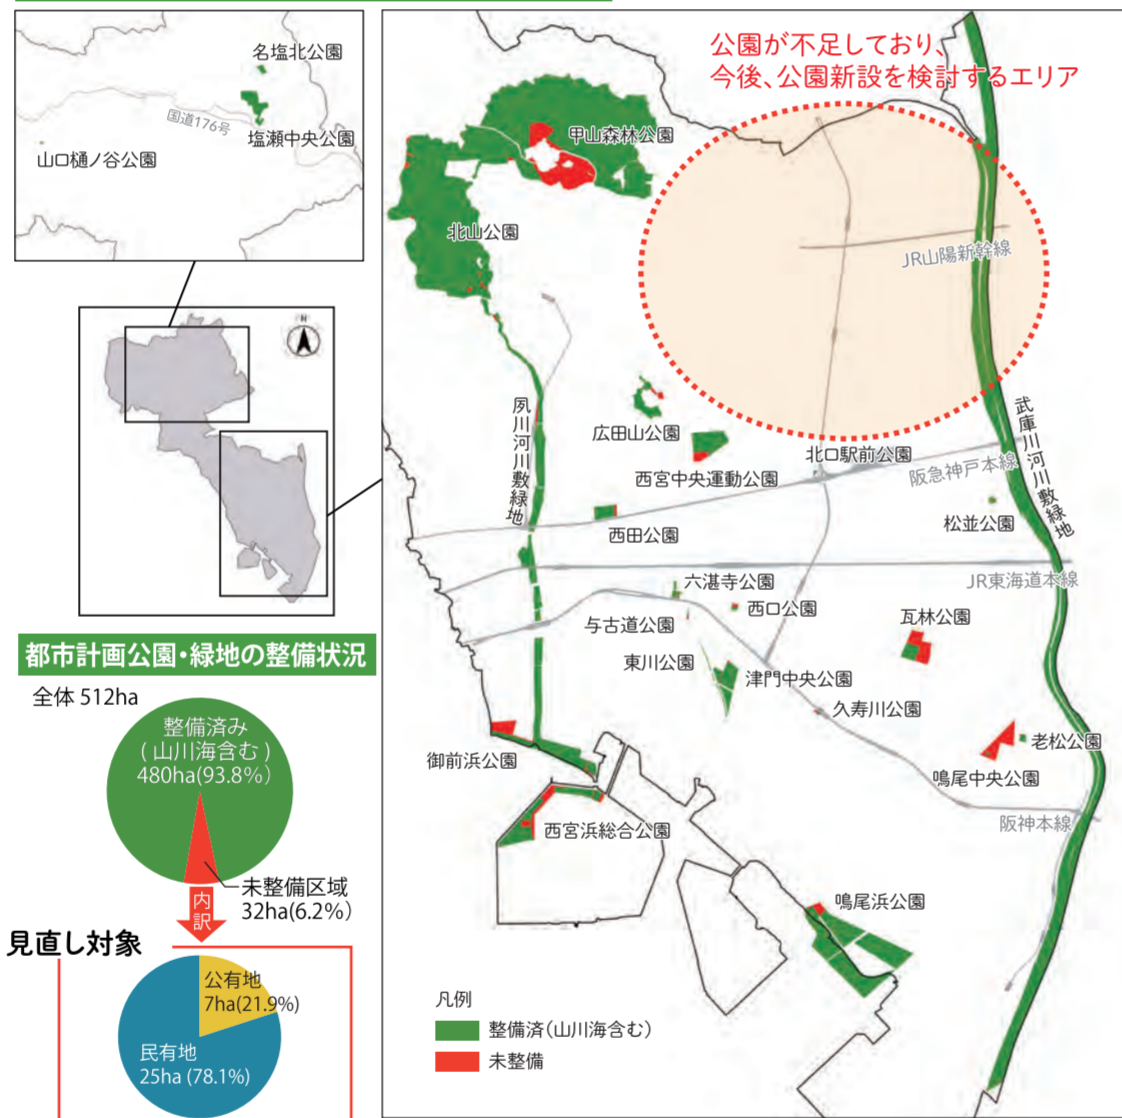 名塩北公園
国道176号
塩瀬中央公園
山口樋ノ谷公園
N
公園が不足しており、
今後、公園新設を検討するエリア
甲山森林公園
北山公園
JR山陽新幹線
夙川河川敷緑地
広田山公園
西宮中央運動公園
北口駅前公園
阪急神戸本線
武庫川河川敷緑地
西田公園
松並公園
JR東海道本線
六湛寺公園
西口公園
与古道公園
瓦林公園
東川公園
津門中央公園
久寿川公園
老松公園
鳴尾中央公園
御前浜公園
阪神本線
西宮浜総合公園
鳴尾浜公園
凡例
整備済(山川海含む)
未整備
都市計画公園・緑地の整備状況
全体 512ha
整備済み
(山川海含む)
480ha(93.8%)
未整備区域
32ha(6.2%)
内訳
見直し対象
公有地
7ha(21.9%)
民有地
25ha (78.1%)